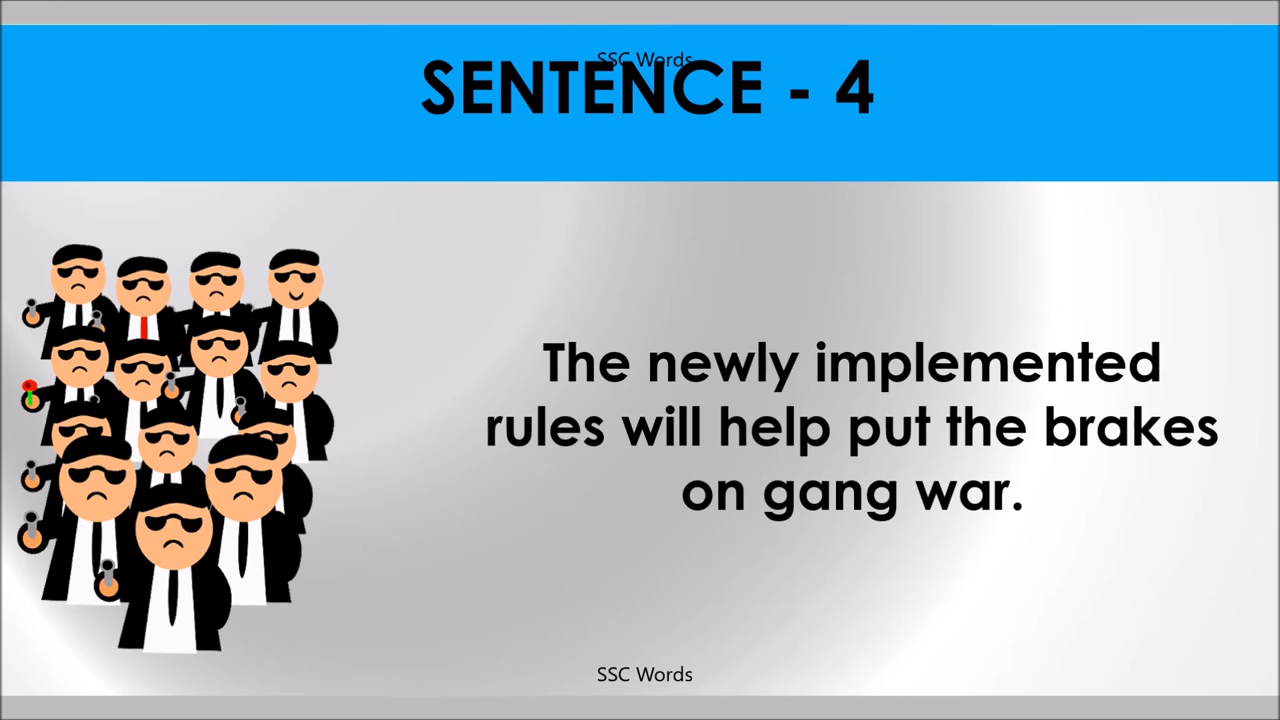 SSC Words
SENTENCE - 4
The newly implemented
rules will help put the brakes
on gang war.
SSC Words